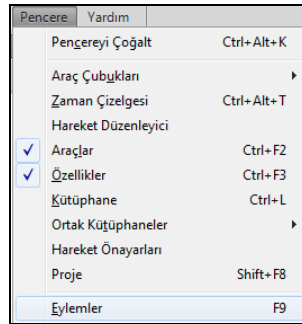 Pencere Yardım
Pencereyi Çoğalt Ctrl+Alt+K
Araç Çubukları
Zaman Çizelgesi Ctrl+Alt+T
Hareket Düzenleyici
Araçlar Ctrl+F2
Özellikler Ctrl+F3
Kütüphane Ctrl+L
Ortak Kütüphaneler
Hareket Önayarları
Proje Shift+F8
Eylemler F9